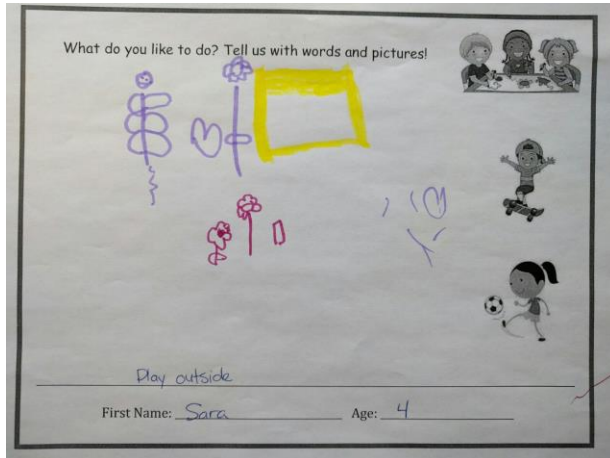 What do you like to do? Tell us with words and pictures!
Play outside
First Name: Sara Age: 4